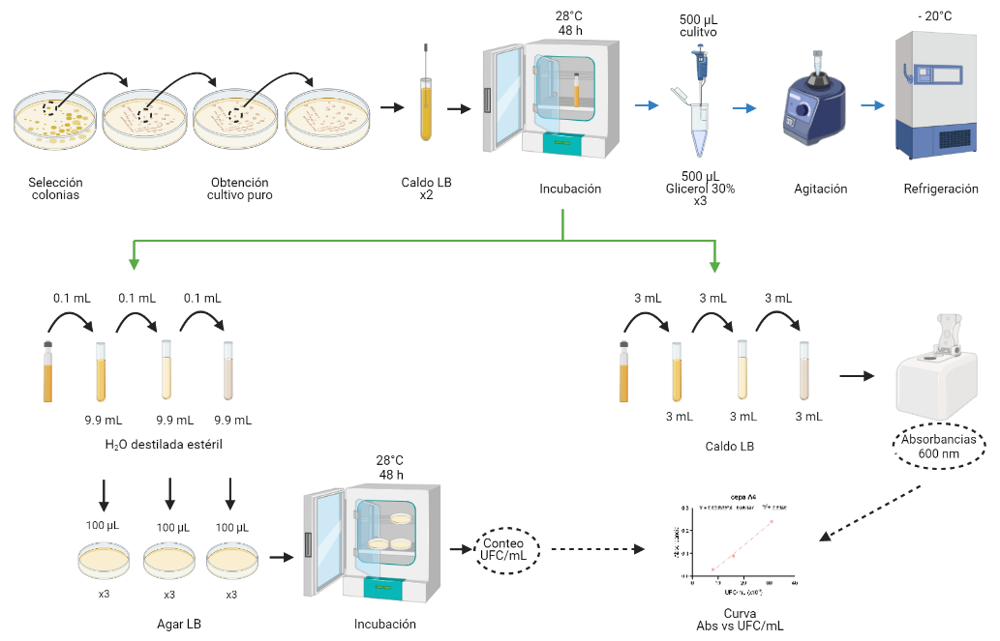 28°C
48 h
500 µL
culitvo
- 20°C
Selección
colonias
Obtención
cultivo puro
Caldo LB
x2
Incubación
500 µL
Glicerol 30%
x3
Agitación
Refrigeración
0.1 mL
0.1 mL
0.1 mL
9.9 mL
9.9 mL
9.9 mL
H₂O destilada estéril
3 mL
3 mL
3 mL
3 mL
3 mL
3 mL
Caldo LB
Absorbancias
600 nm
100 µL
100 µL
100 µL
x3
x3
x3
Agar LB
28°C
48 h
Incubación
Conteo
UFC/mL
cepa A4
40
Curva
Abs vs UFC/mL